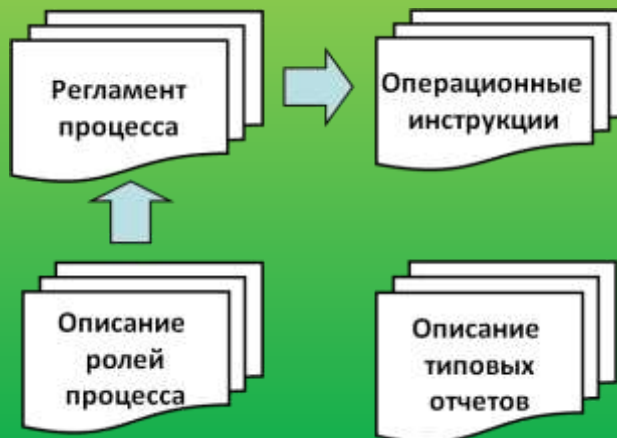 Регламент
процесса
Операционные
инструкции
Описание
ролей
процесса
Описание
типовых
отчетов